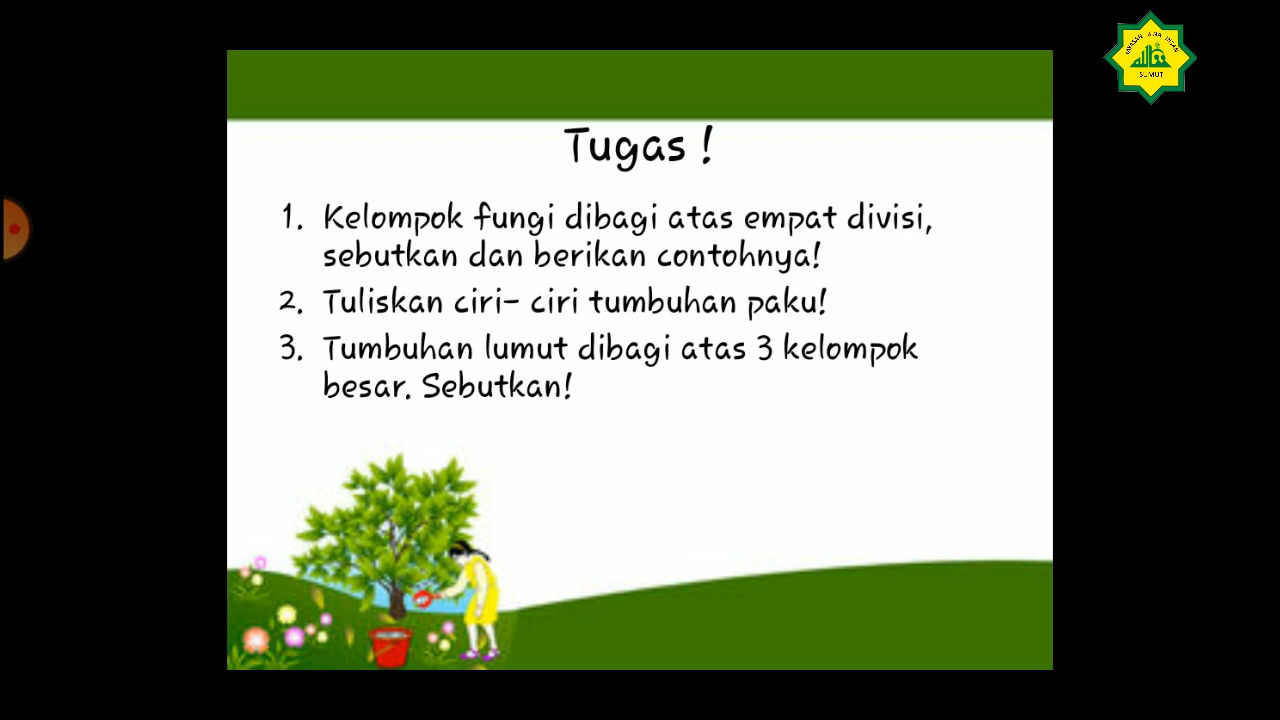 Tugas !
1. Kelompok fungi dibagi atas empat divisi,
sebutkan dan berikan contohnya!
2. Tuliskan ciri- ciri tumbuhan paku!
3. Tumbuhan lumut dibagi atas 3 kelompok
besar. Sebutkan!
SUMUT